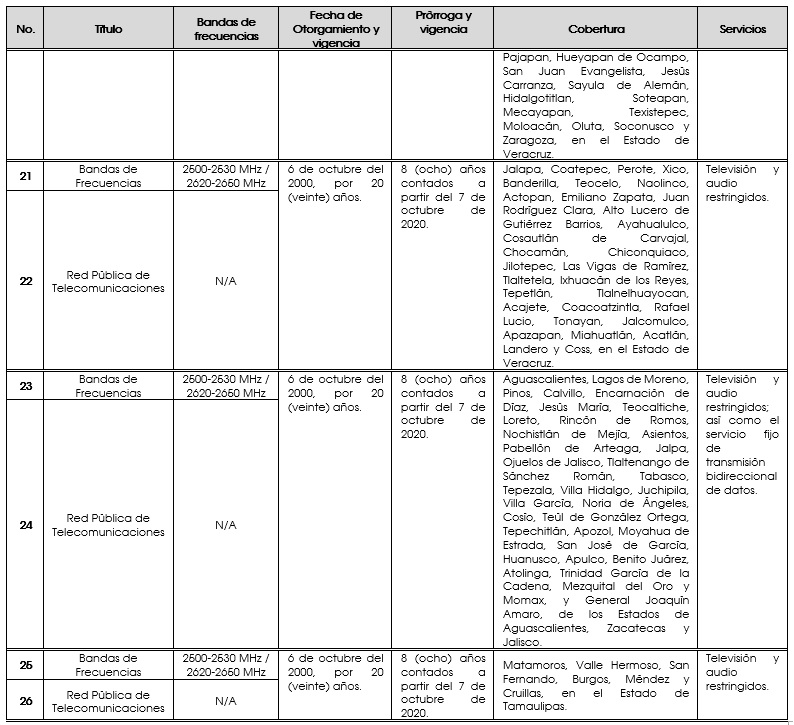 No.
Título
Bandas de
frecuencias
Fecha de
Otorgamiento y
vigencia
Prórroga y
vigencia
Cobertura
Servicios
Pajapan, Hueyapan de Ocampo,
San Juan Evangelista, Jesús
Carranza, Sayula de Alemán,
Hidalgotitlan, Soteapan,
Mecayapan, Texistepec,
Moloacán, Oluta, Soconusco y
Zaragoza, en el Estado de
Veracruz.
21
Bandas de
Frecuencias
2500-2530 MHz /
2620-2650 MHz
6 de octubre del
2000, por 20
(veinte) años.
8 (ocho) años
contados a
partir del 7 de
octubre de
2020.
Jalapa, Coatepec, Perote, Xico,
Banderilla, Teocelo, Naolinco,
Actopan, Emiliano Zapata, Juan
Rodríguez Clara, Alto Lucero de
Gutiérrez Barrios, Ayahualulco,
Cosautlán de Carvajal,
Chocamán, Chiconquiaco,
Jilotepec, Las Vigas de Ramírez,
Tlaltetela, Ixhuacán de los Reyes,
Tepetlán, Tlalnelhuayocan,
Acajete, Coacoatzintla, Rafael
Lucio, Tonayan, Jalcomulco,
Apazapan, Miahuatlán, Acatlán,
Landero y Coss, en el Estado de
Veracruz.
Televisión y
audio
restringidos.
22
Red Pública de
Telecomunicaciones
N/A
23
Bandas de
Frecuencias
2500-2530 MHz /
2620-2650 MHz
6 de octubre del
2000, por 20
(veinte) años.
8 (ocho) años
contados a
partir del 7 de
octubre de
2020.
Aguascalientes, Lagos de Moreno,
Pinos, Calvillo, Encarnación de
Díaz, Jesús María, Teocaltiche,
Loreto, Rincón de Romos,
Nochistlán de Mejía, Asientos,
Pabellón de Arteaga, Jalpa,
Ojuelos de Jalisco, Tlaltenango de
Sánchez Román, Tabasco,
Tepezala, Villa Hidalgo, Juchipila,
Villa García, Noria de Ángeles,
Cosío, Teúl de González Ortega,
Tepechitlán, Apozol, Moyahua de
Estrada, San José de García,
Huanusco, Apulco, Benito Juárez,
Atolinga, Trinidad García de la
Cadena, Mezquital del Oro y
Momax, y General Joaquín
Amaro, de los Estados de
Aguascalientes, Zacatecas y
Jalisco.
Televisión y
audio
restringidos;
así como el
servicio fijo
de
transmisión
bidireccional
de datos.
24
Red Pública de
Telecomunicaciones
N/A
25
Bandas de
Frecuencias
2500-2530 MHz /
2620-2650 MHz
6 de octubre del
2000, por 20
(veinte) años.
8 (ocho) años
contados a
partir del 7 de
octubre de
2020.
Matamoros, Valle Hermoso, San
Fernando, Burgos, Méndez y
Cruillas, en el Estado de
Tamaulipas.
Televisión y
audio
restringidos.
26
Red Pública de
Telecomunicaciones
N/A